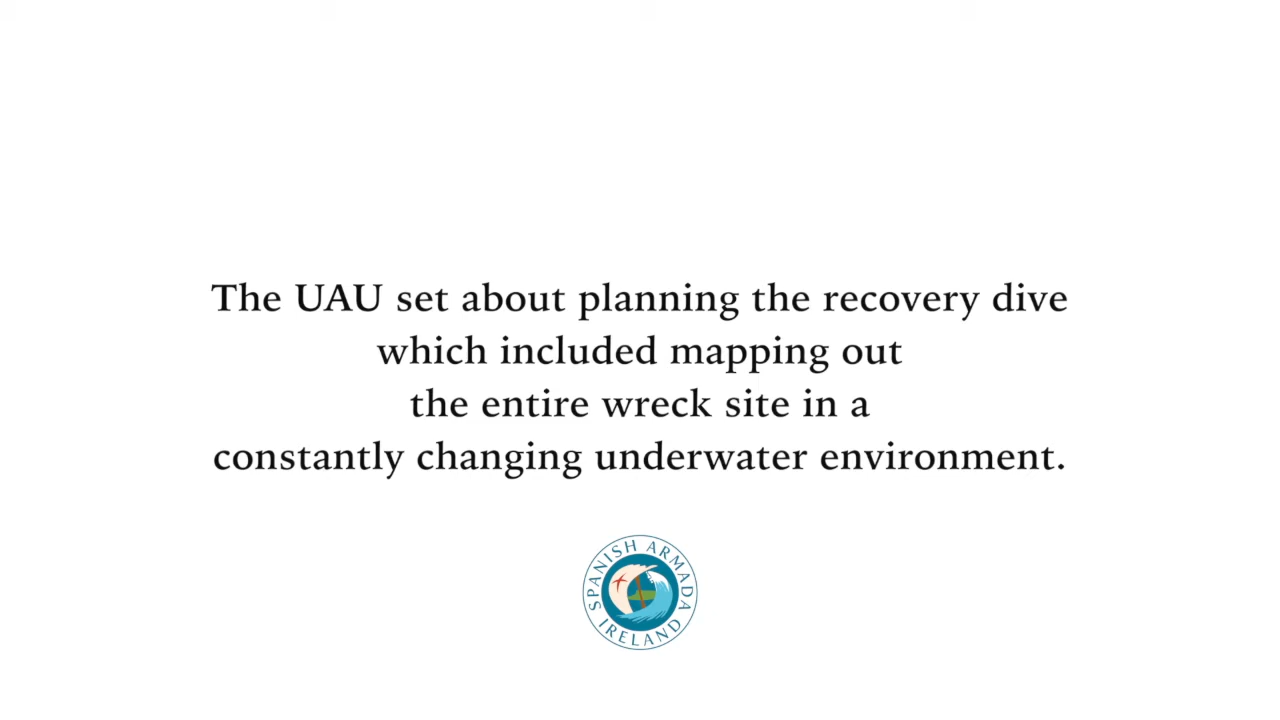 The UAU set about planning the recovery dive
which included mapping out
the entire wreck site in a
constantly changing underwater environment.
SPANISH ARMADA
IRELAND